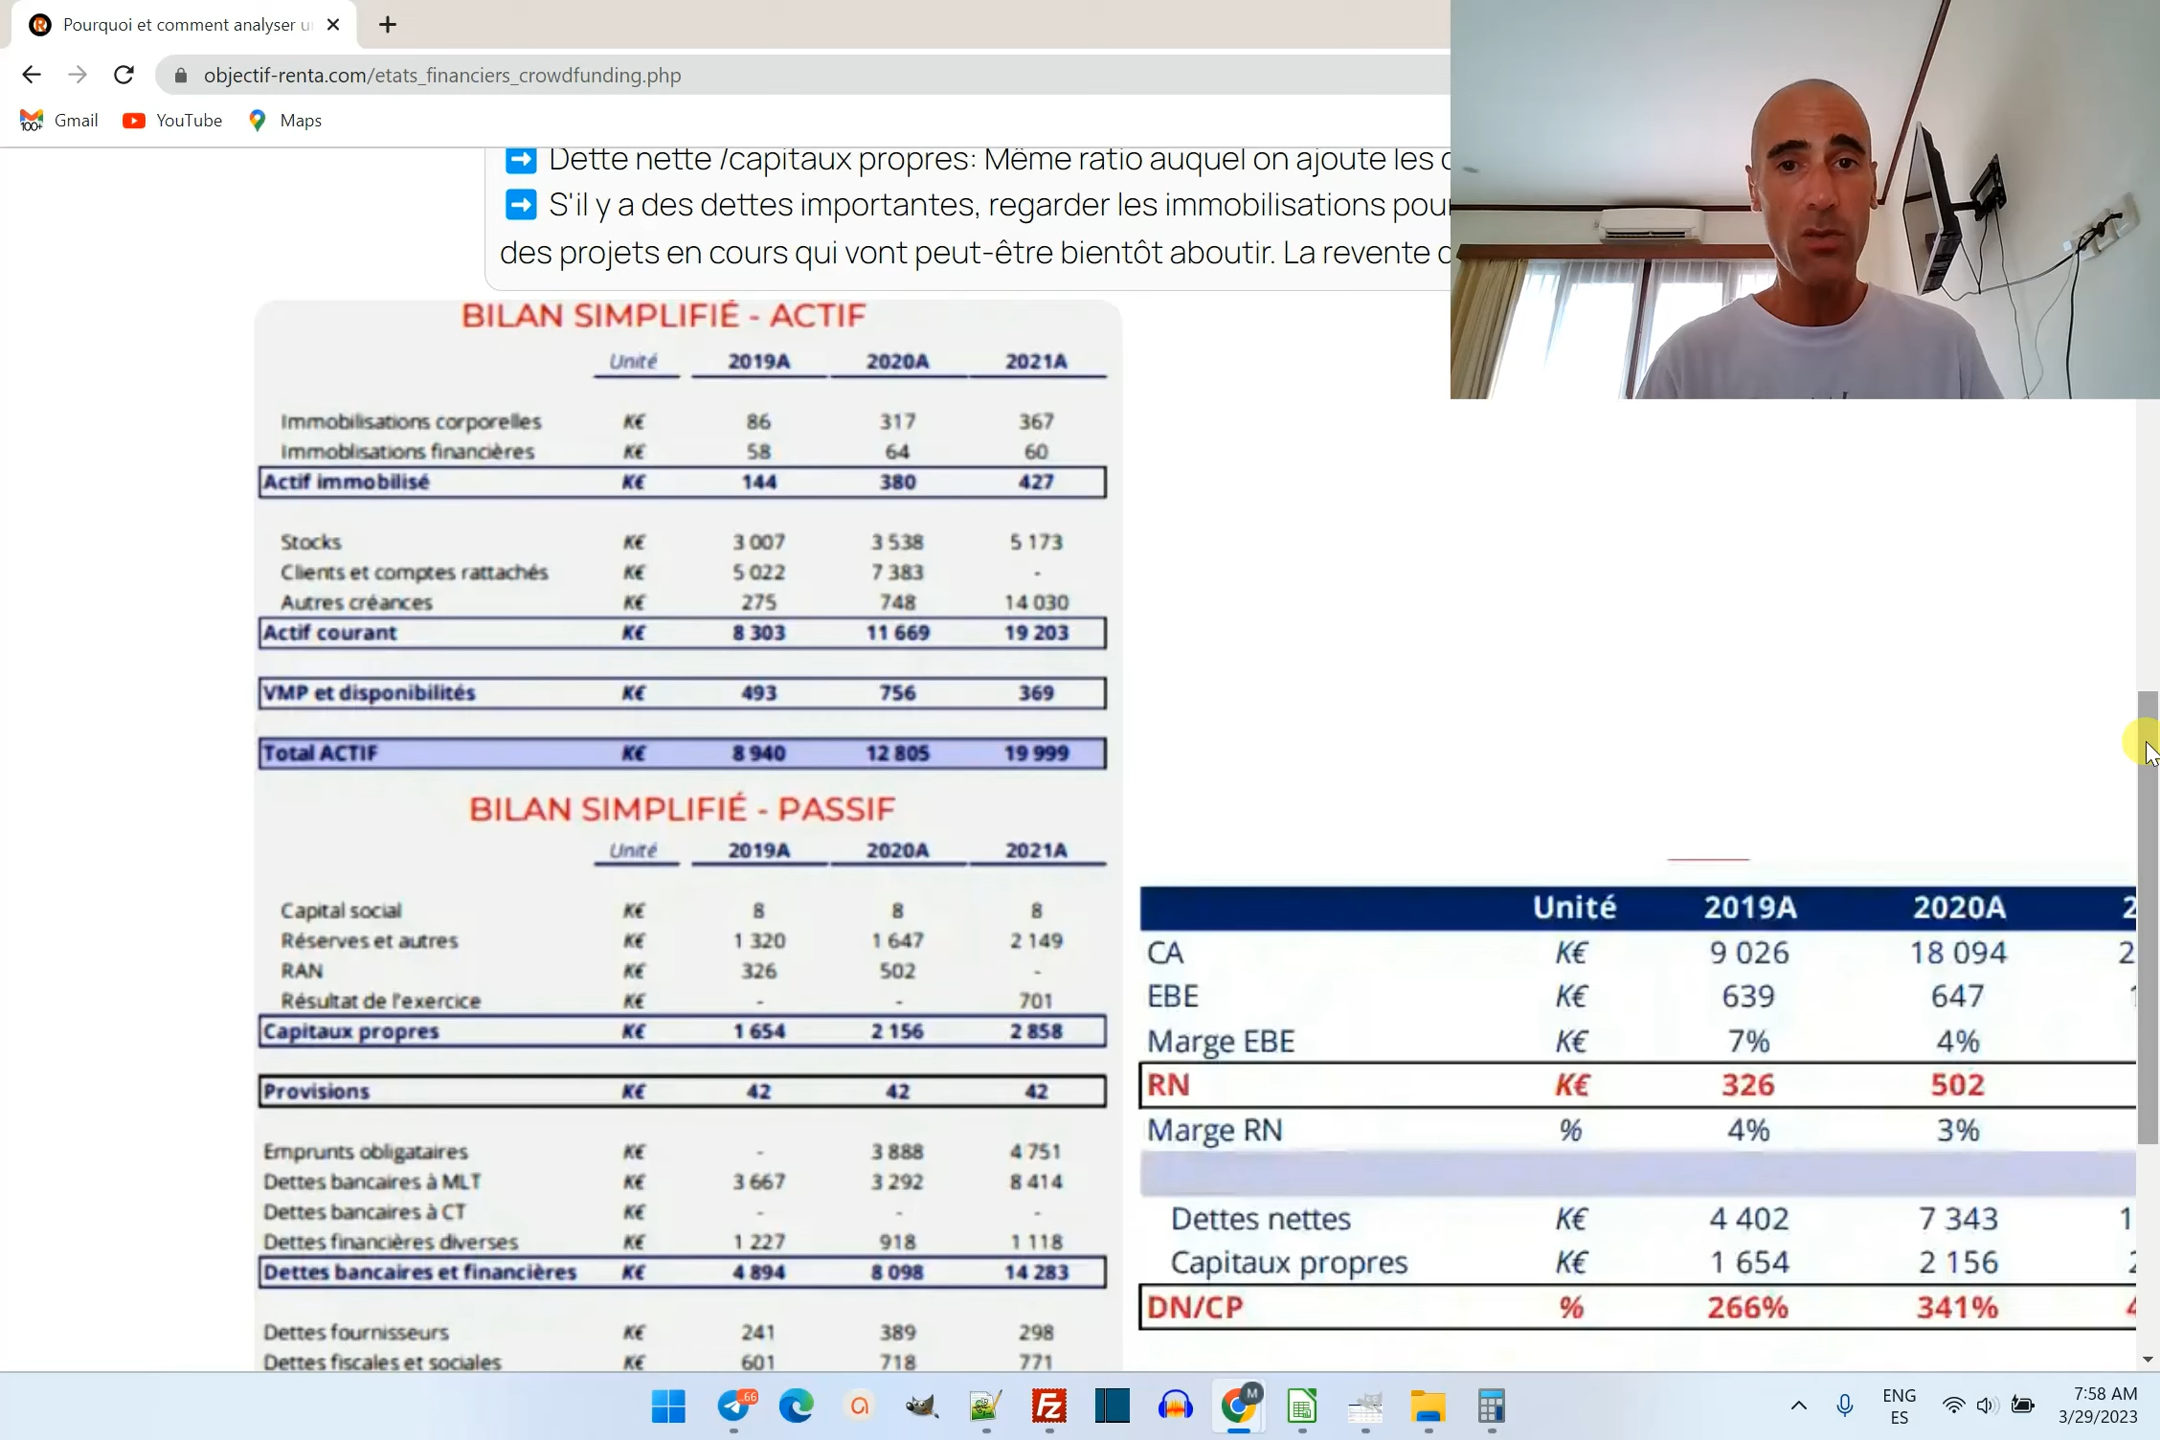 Pourquoi et comment analyser u
objectif-renta.com/etats_financiers_crowdfunding.php
100+ Gmail YouTube Maps
Dette nette /capitaux propres: Même ratio auquel on ajoute les
S'il y a des dettes importantes, regarder les immobilisations pour
des projets en cours qui vont peut-être bientôt aboutir. La revente
BILAN SIMPLIFIÉ - ACTIF
Unité 2019A 2020A 2021A
Immobilisations corporelles K€ 86 317 367
Immoblisations financières K€ 58 64 60
Actif immobilisé K€ 144 380 427
Stocks K€ 3 007 3 538 5 173
Clients et comptes rattachés K€ 5 022 7 383 -
Autres créances K€ 275 748 14 030
Actif courant K€ 8 303 11 669 19 203
VMP et disponibilités K€ 493 756 369
Total ACTIF K€ 8 940 12 805 19 999
BILAN SIMPLIFIÉ - PASSIF
Unité 2019A 2020A 2021A
Capital social K€ 8 8 8
Réserves et autres K€ 1 320 1 647 2 149
RAN K€ 326 502 -
Résultat de l'exercice K€ - - 701
Capitaux propres K€ 1 654 2 156 2 858
Provisions K€ 42 42 42
Emprunts obligataires K€ - 3 888 4 751
Dettes bancaires à MLT K€ 3 667 3 292 8 414
Dettes bancaires à CT K€ - - -
Dettes financières diverses K€ 1 227 918 1 118
Dettes bancaires et financières K€ 4 894 8 098 14 283
Dettes fournisseurs K€ 241 389 298
Dettes fiscales et sociales K€ 601 718 771
Unité 2019A 2020A 2
CA K€ 9 026 18 094 2
EBE K€ 639 647
Marge EBE K€ 7% 4%
RN K€ 326 502
Marge RN % 4% 3%
Dettes nettes K€ 4 402 7 343 1
Capitaux propres K€ 1 654 2 156 2
DN/CP % 266% 341% 4
66
M
ENG
ES
7:58 AM
3/29/2023